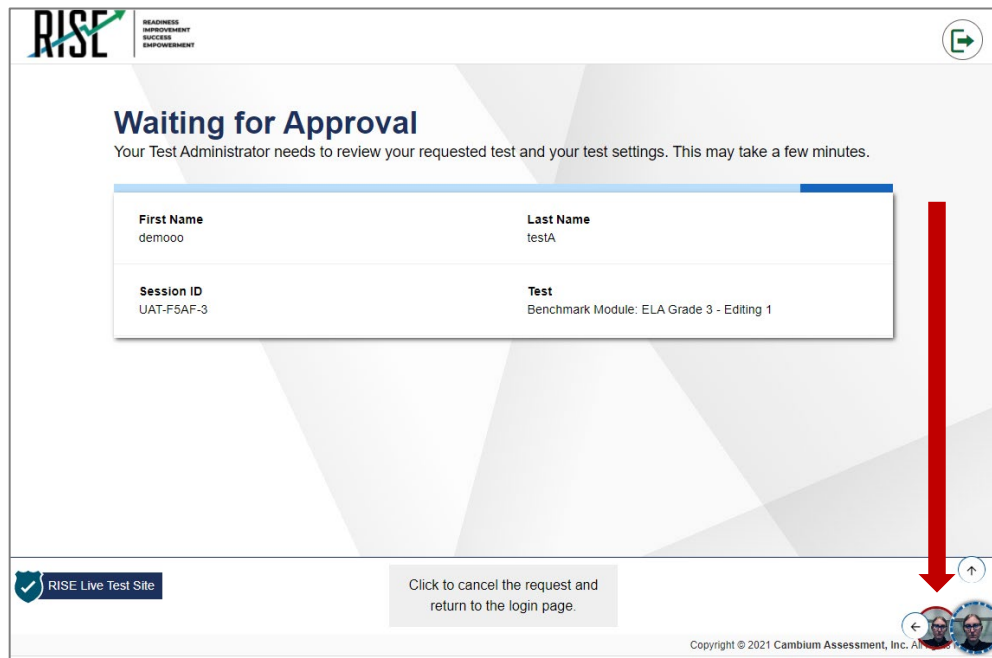 RISE
READINESS
IMPROVEMENT
SUCCESS
EMPOWERMENT
Waiting for Approval
Your Test Administrator needs to review your requested test and your test settings. This may take a few minutes.
First Name
demooo
Last Name
testA
Session ID
UAT-F5AF-3
Test
Benchmark Module: ELA Grade 3 - Editing 1
RISE Live Test Site
Click to cancel the request and
return to the login page.
Copyright © 2021 Cambium Assessment, Inc.